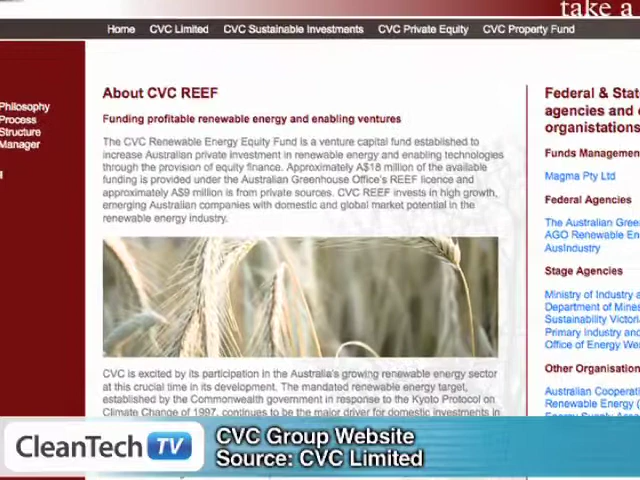 take a
Home CVC Limited CVC Sustainable Investments CVC Private Equity CVC Property Fund
Philosophy
Process
Structure
Manager
About CVC REEF
Funding profitable renewable energy and enabling ventures
The CVC Renewable Energy Equity Fund is a venture capital fund established to
increase Australian private investment in renewable energy and enabling technologies
through the provision of equity finance. Approximately A$18 million of the available
funding is provided under the Australian Greenhouse Office's REEF licence and
approximately A$9 million is from private sources. CVC REEF invests in high growth,
emerging Australian companies with domestic and global market potential in the
renewable energy industry.
CVC is excited by its participation in the Australia's growing renewable energy sector
at this crucial time in its development. The mandated renewable energy target,
established by the Commonwealth government in response to the Kyoto Protocol on
Climate Change of 1997, continues to be the major driver for domestic investments in
Federal & State
agencies and
organistations
Funds Management
Magma Pty Ltd
Federal Agencies
The Australian Gree
AGO Renewable En
AusIndustry
Stage Agencies
Ministry of Industry a
Department of Mines
Sustainability Victoria
Primary Industry and
Office of Energy We
Other Organisation
Australian Cooperati
Renewable Energy (
CleanTech TV
CVC Group Website
Source: CVC Limited